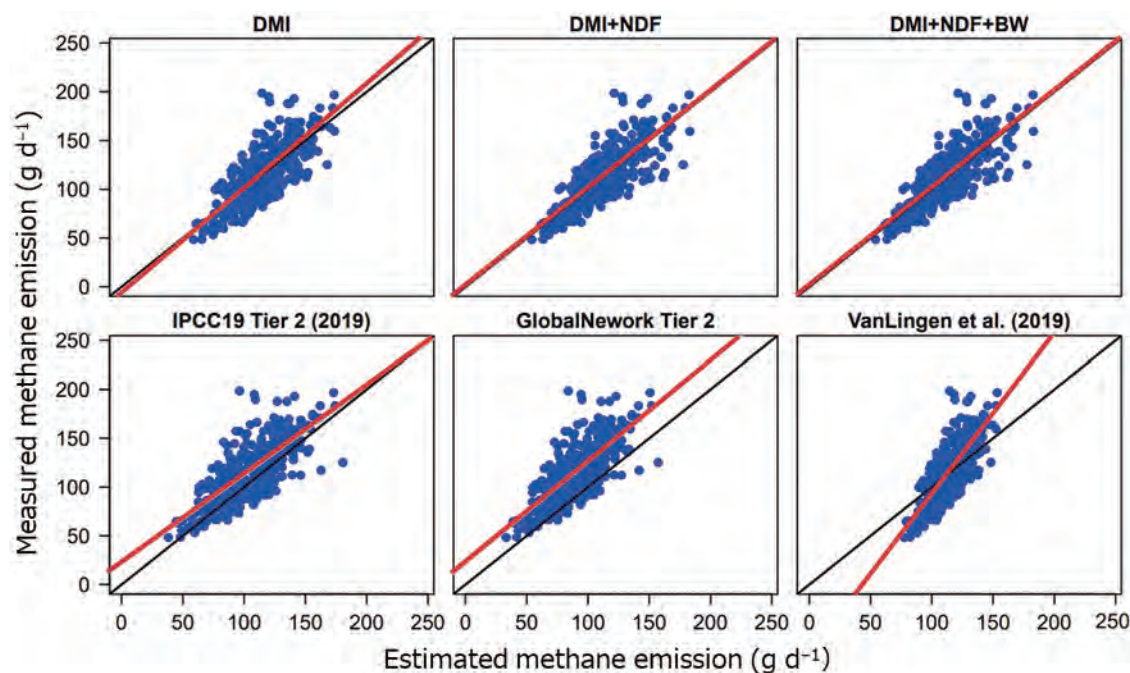 DMI DMI+NDF DMI+NDF+BW
250
200
150
100
50
0
IPCC19 Tier 2 (2019) GlobalNework Tier 2 VanLingen et al. (2019)
250
200
150
100
50
0
0 50 100 150 200 250 0 50 100 150 200 250 0 50 100 150 200 250
Measured methane emission (g d⁻¹)
Estimated methane emission (g d⁻¹)